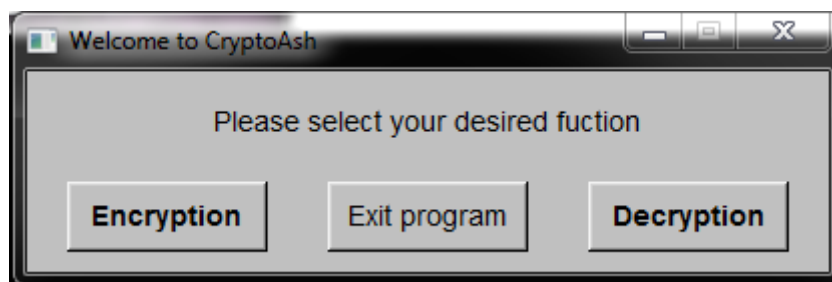 Welcome to CryptoAsh
Please select your desired fuction
Encryption Exit program Decryption